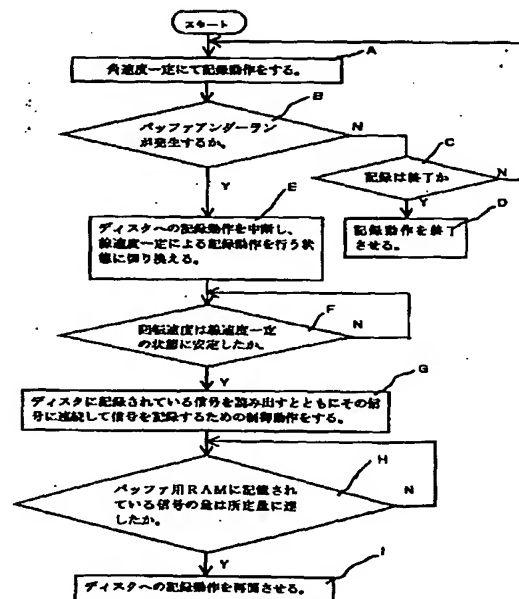 スタート
A
角速度一定にて記録動作をする。
B
バッファアンダーラン
が発生するか。
N
C
記録は終了か
N
Y
Y
D
記録動作を終了
させる。
E
ディスクへの記録動作を中断し、
線速度一定による記録動作を行う状
態に切り換える。
F
回転速度は線速度一定
の状態に安定したか。
N
Y
G
ディスクに記録されている信号を読み出すとともにその信
号に連続して信号を記録するための制御動作をする。
H
バッファ用RAMに記憶され
ている信号の量は所定量に達
したか。
N
Y
I
ディスクへの記録動作を再開させる。